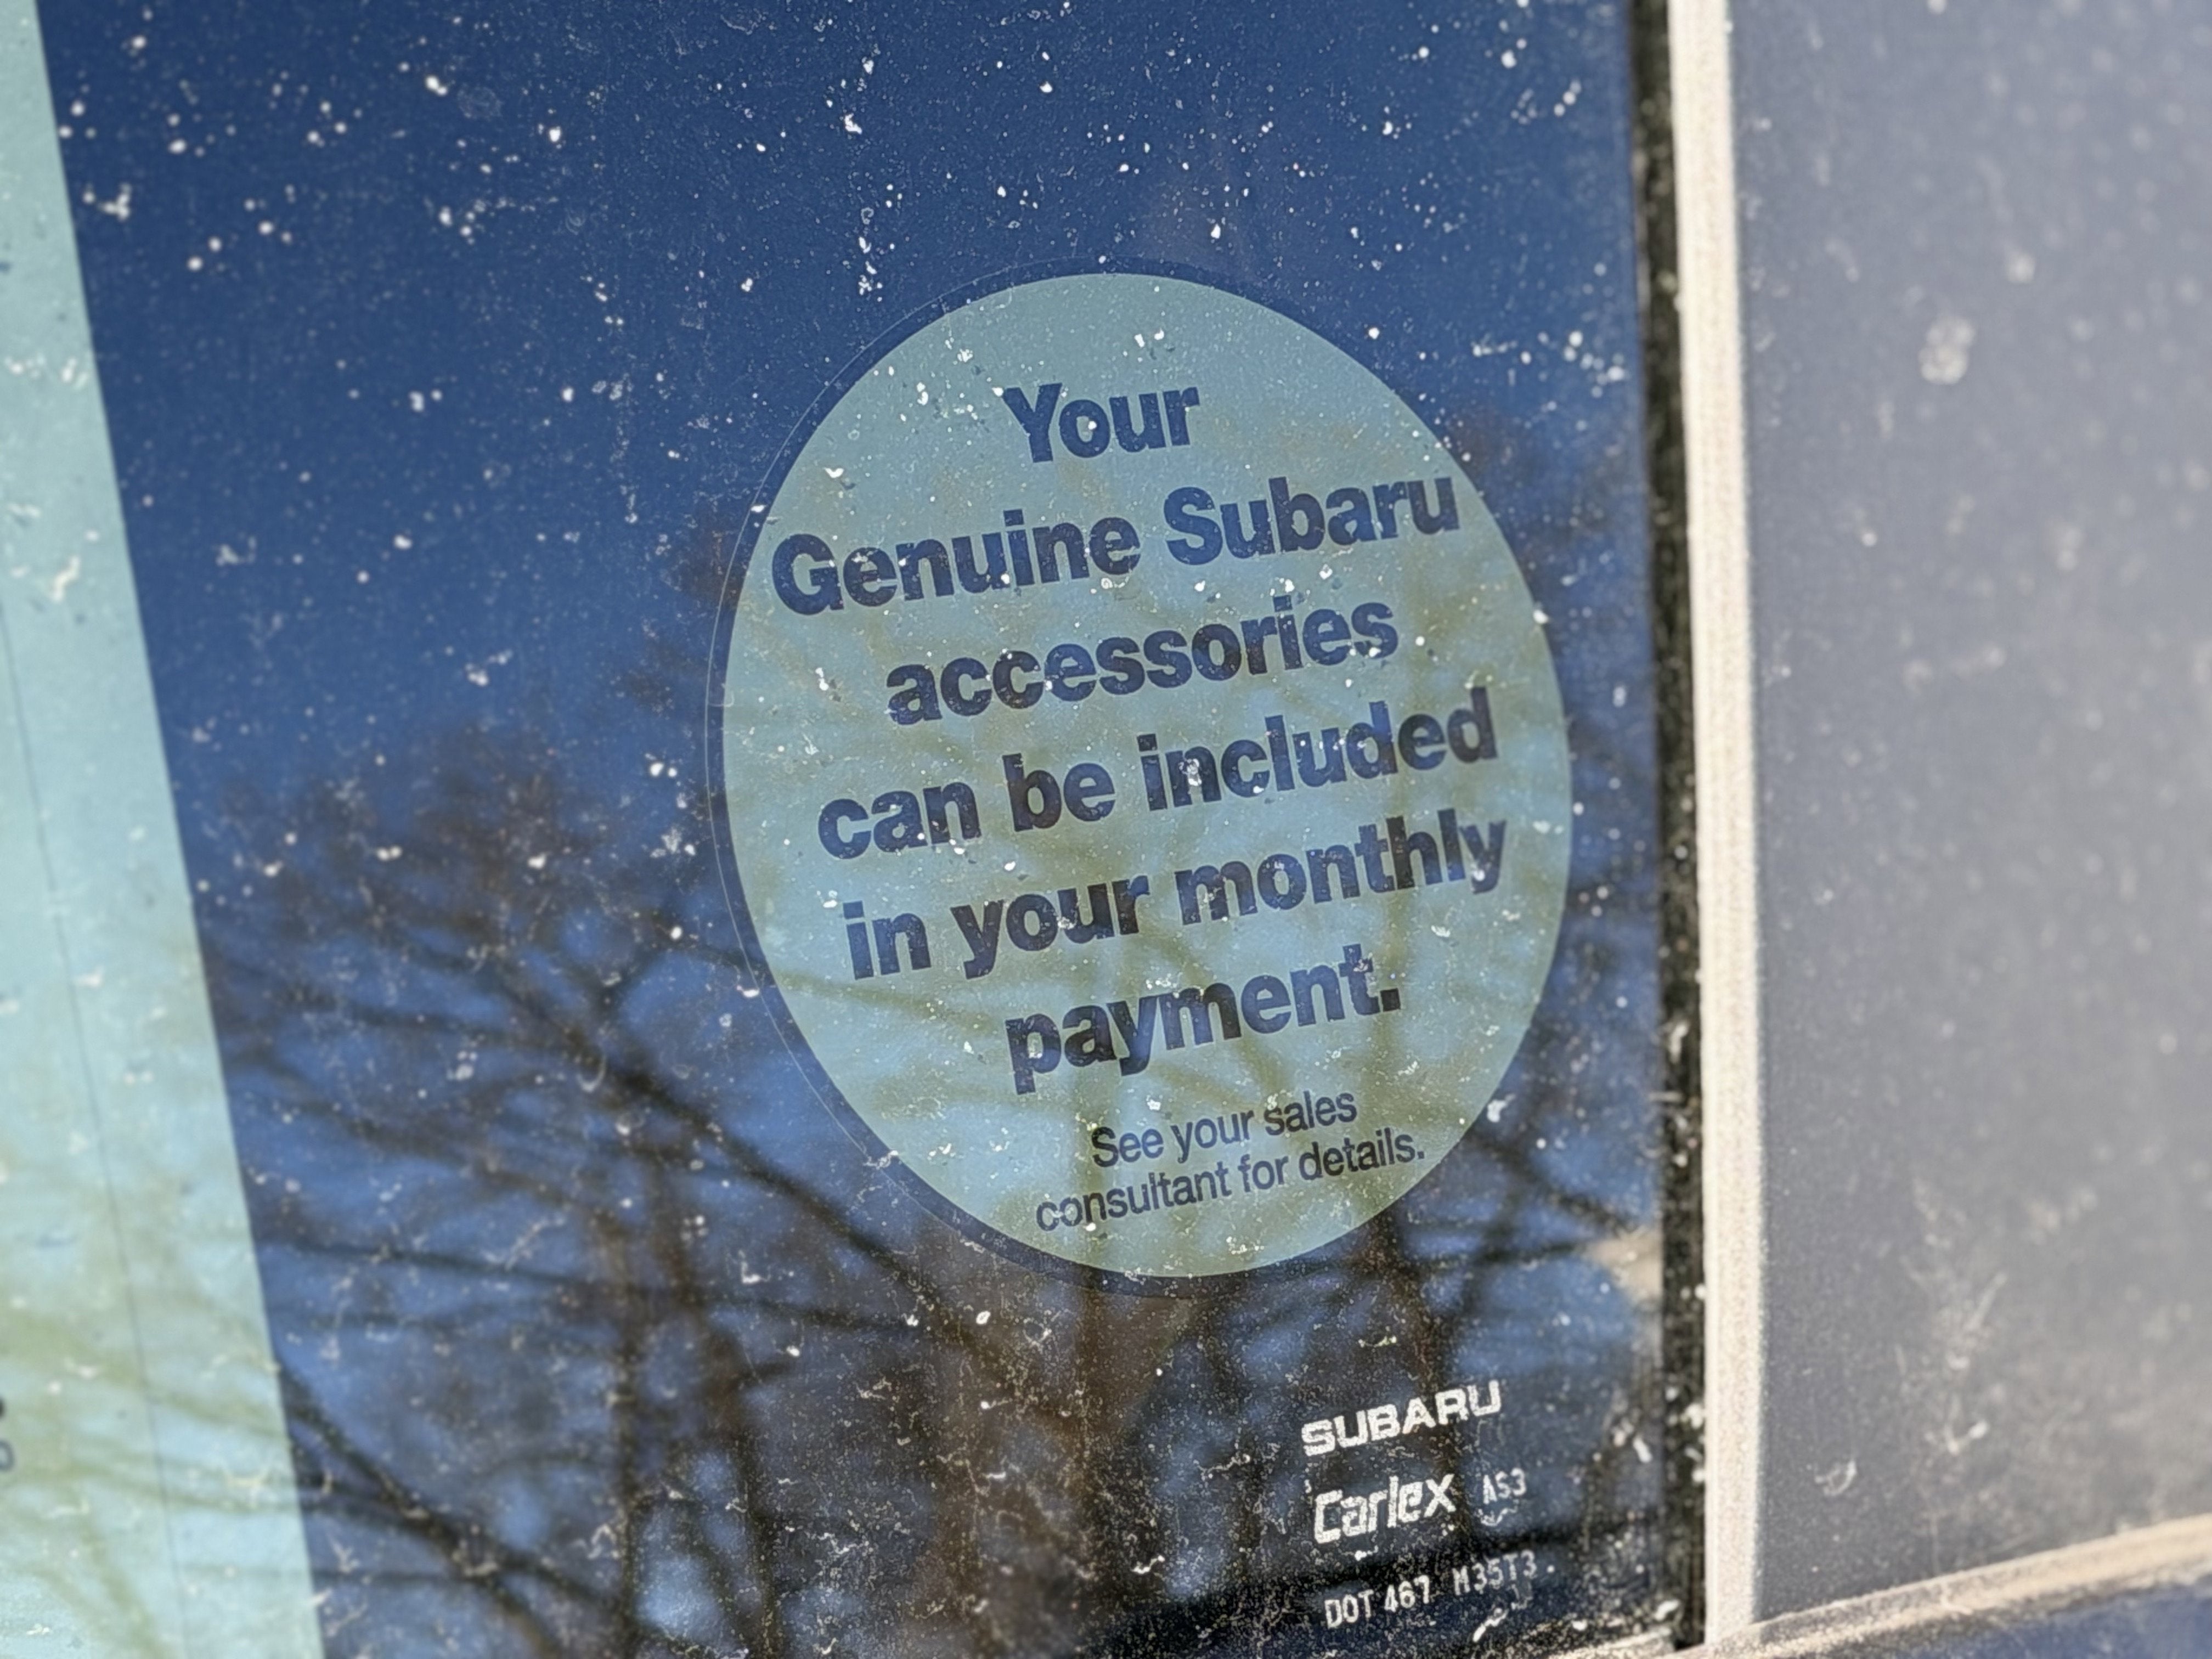 Your
Genuine Subaru
accessories
can be included
in your monthly
payment.
See your sales
consultant for details.
SUBARU
Carlex AS3
DOT 467 M35T3